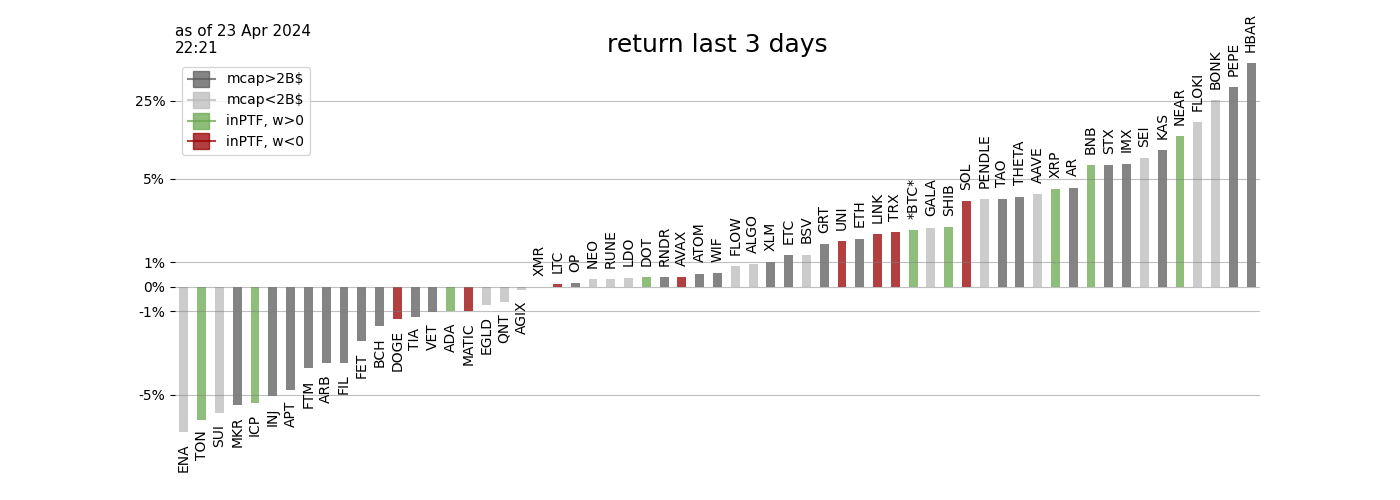 as of 23 Apr 2024
22:21
return last 3 days
mcap>2B$
mcap<2B$
inPTF, w>0
inPTF, w<0
25%
5%
1%
0%
-1%
-5%
ENA
TON
SUI
MKR
ICP
INJ
APT
FTM
ARB
FIL
FET
BCH
DOGE
TIA
VET
ADA
MATIC
EGLD
QNT
AGIX
XMR
LTC
OP
NEO
RUNE
LDO
DOT
RNDR
AVAX
ATOM
WIF
FLOW
ALGO
XLM
ETC
BSV
GRT
UNI
ETH
LINK
TRX
*BTC*
GALA
SHIB
SOL
PENDLE
TAO
THETA
AAVE
XRP
AR
BNB
STX
IMX
SEI
KAS
NEAR
FLOKI
BONK
PEPE
HBAR